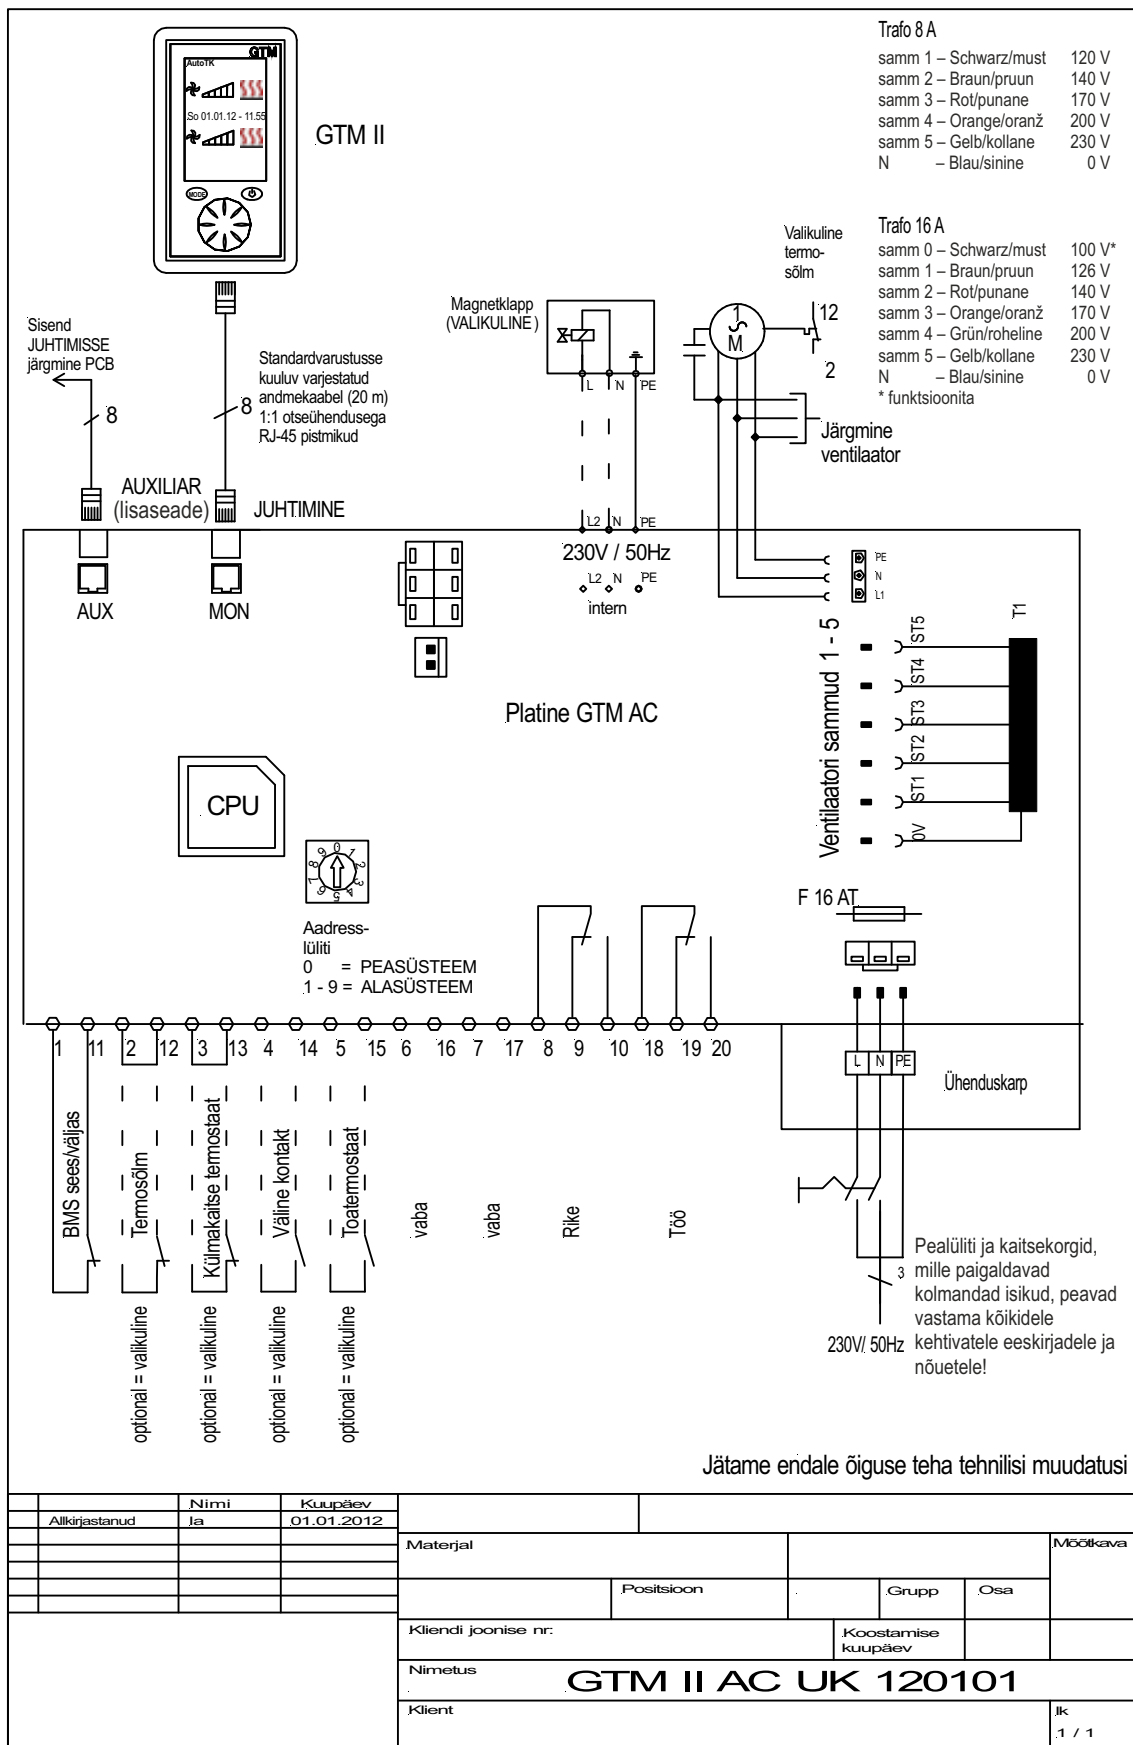 GTM
AutoTK
So 01.01.12 - 11.55
MODE
GTM II
Trafo 8 A
samm 1 – Schwarz/must 120 V
samm 2 – Braun/pruun 140 V
samm 3 – Rot/punane 170 V
samm 4 – Orange/oranž 200 V
samm 5 – Gelb/kollane 230 V
N – Blau/sinine 0 V
Trafo 16 A
samm 0 – Schwarz/must 100 V*
samm 1 – Braun/pruun 126 V
samm 2 – Rot/punane 140 V
samm 3 – Orange/oranž 170 V
samm 4 – Grün/roheline 200 V
samm 5 – Gelb/kollane 230 V
N – Blau/sinine 0 V
* funktsioonita
Valikuline
termo-
sõlm
12
2
1
M
Magnetklapp
(VALIKULINE)
L N PE
Järgmine
ventilaator
Sisend
JUHTIMISSE
järgmine PCB
8
Standardvarustusse
kuuluv varjestatud
andmekaabel (20 m)
1:1 otseühendusega
RJ-45 pistmikud
8
AUXILIAR
(lisaseade)
JUHTIMINE
AUX
MON
L2 N PE
230V / 50Hz
L2 N PE
intern
PE
N
L1
Platine GTM AC
Ventilaatori sammud 1 - 5
ST5
ST4
ST3
ST2
ST1
0V
T1
CPU
0 1 2 3 4 5 6 7 8 9
Aadress-
lüliti
0 = PEASÜSTEEM
1 - 9 = ALASÜSTEEM
F 16 AT
1 11 2 12 3 13 4 14 5 15 6 16 7 17 8 9 10 18 19 20
L N PE
Ühenduskarp
BMS sees/väljas
Termosõlm
Külmakaitse termostaat
Väline kontakt
Toatermostaat
vaba
vaba
Rike
Töö
optional = valikuline
optional = valikuline
optional = valikuline
optional = valikuline
3
230V/ 50Hz
Pealüliti ja kaitsekorgid,
mille paigaldavad
kolmandad isikud, peavad
vastama kõikidele
kehtivatele eeskirjadele ja
nõuetele!
Jätame endale õiguse teha tehnilisi muudatusi
Nimi Kuupäev
Allkirjastanud la 01.01.2012
Materjal
Mõõtkava
Positsioon
Grupp
Osa
Kliendi joonise nr:
Koostamise
kuupäev
Nimetus
GTM II AC UK 120101
Klient
lk
1 / 1